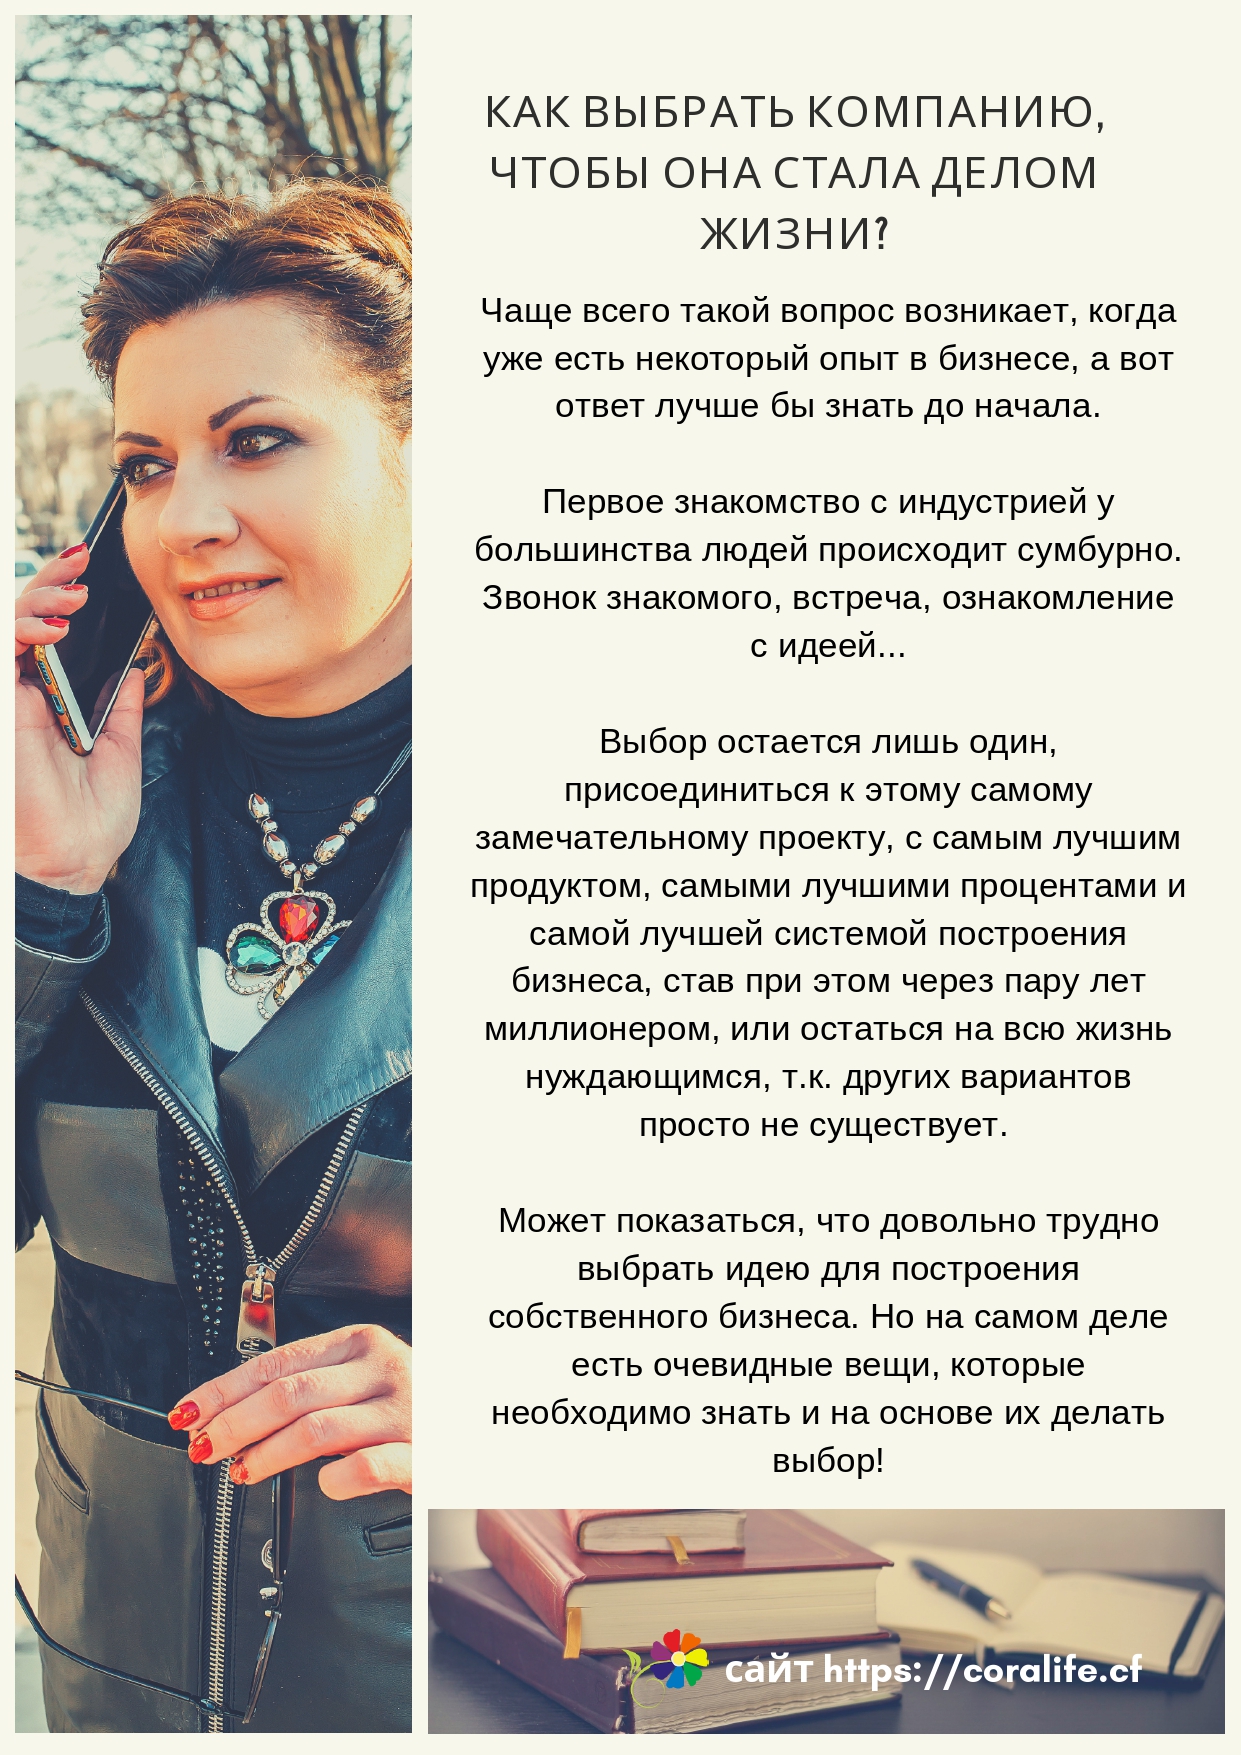 КАК ВЫБРАТЬ КОМПАНИЮ,
ЧТОБЫ ОНА СТАЛА ДЕЛОМ
ЖИЗНИ?
Чаще всего такой вопрос возникает, когда
уже есть некоторый опыт в бизнесе, а вот
ответ лучше бы знать до начала.
Первое знакомство с индустрией у
большинства людей происходит сумбурно.
Звонок знакомого, встреча, ознакомление
с идеей...
Выбор остается лишь один,
присоединиться к этому самому
замечательному проекту, с самым лучшим
продуктом, самыми лучшими процентами и
самой лучшей системой построения
бизнеса, став при этом через пару лет
миллионером, или остаться на всю жизнь
нуждающимся, т.к. других вариантов
просто не существует.
Может показаться, что довольно трудно
выбрать идею для построения
собственного бизнеса. Но на самом деле
есть очевидные вещи, которые
необходимо знать и на основе их делать
выбор!
сайт https://coralife.cf